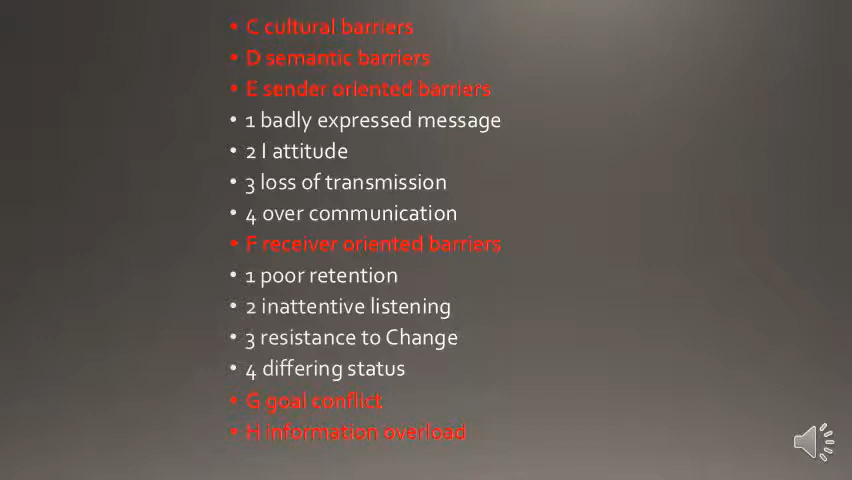 • C cultural barriers
• D semantic barriers
• E sender oriented barriers
• 1 badly expressed message
• 2 I attitude
• 3 loss of transmission
• 4 over communication
• F receiver oriented barriers
• 1 poor retention
• 2 inattentive listening
• 3 resistance to Change
• 4 differing status
• G goal conflict
• H information overload